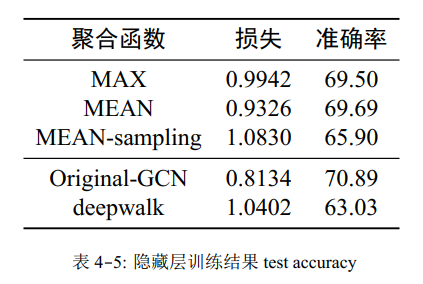 聚合函数 损失 准确率
MAX 0.9942 69.50
MEAN 0.9326 69.69
MEAN-sampling 1.0830 65.90
Original-GCN 0.8134 70.89
deepwalk 1.0402 63.03
表 4-5: 隐藏层训练结果 test accuracy